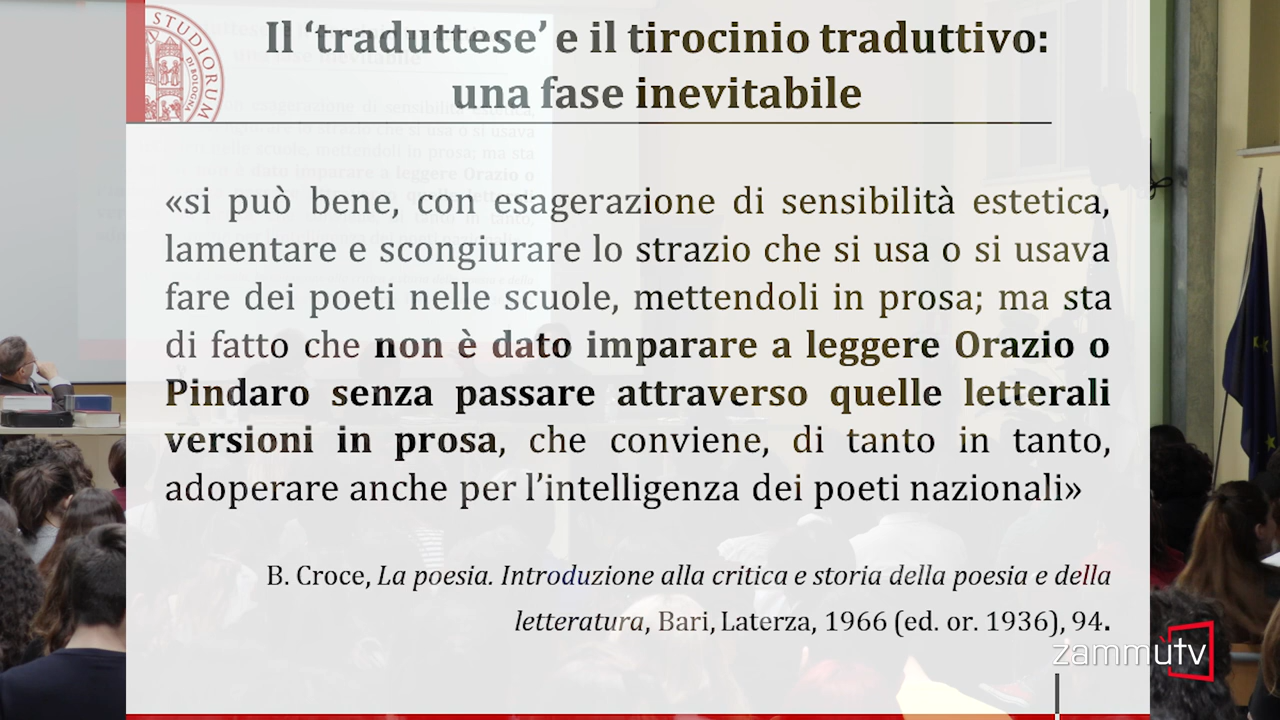 STUDIORUM
DI BOLOGNA
Il ‘traduttese’ e il tirocinio traduttivo:
una fase inevitabile
«si può bene, con esagerazione di sensibilità estetica,
lamentare e scongiurare lo strazio che si usa o si usava
fare dei poeti nelle scuole, mettendoli in prosa; ma sta
di fatto che non è dato imparare a leggere Orazio o
Pindaro senza passare attraverso quelle letterali
versioni in prosa, che conviene, di tanto in tanto,
adoperare anche per l’intelligenza dei poeti nazionali»
B. Croce, La poesia. Introduzione alla critica e storia della poesia e della
letteratura, Bari, Laterza, 1966 (ed. or. 1936), 94.
zammùtv